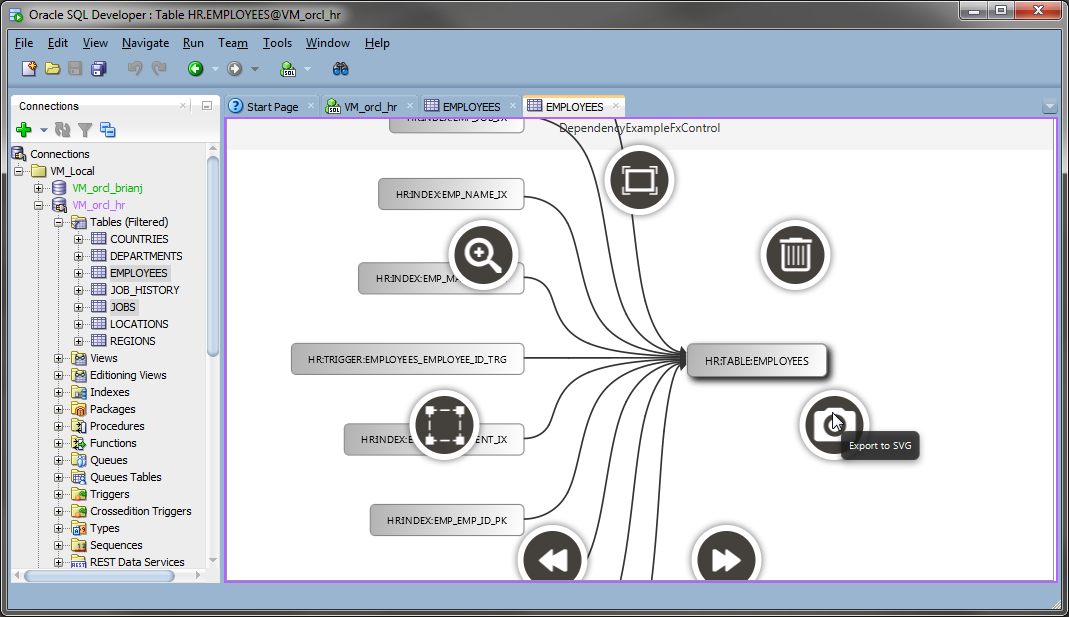 Oracle SQL Developer : Table HR.EMPLOYEES@VM_orcl_hr
File Edit View Navigate Run Team Tools Window Help
Connections
Start Page
VM_orcl_hr
EMPLOYEES
EMPLOYEES
Connections
VM_Local
VM_orcl_brianj
VM_orcl_hr
Tables (Filtered)
COUNTRIES
DEPARTMENTS
EMPLOYEES
JOB_HISTORY
JOBS
LOCATIONS
REGIONS
Views
Editioning Views
Indexes
Packages
Procedures
Functions
Queues
Queues Tables
Triggers
Crossedition Triggers
Types
Sequences
REST Data Services
DependencyExampleFxControl
HR:INDEX:EMP_JOB_IX
HR:INDEX:EMP_NAME_IX
HR:INDEX:EMP_MA
HR:TRIGGER:EMPLOYEES_EMPLOYEE_ID_TRG
HR:TABLE:EMPLOYEES
HR:INDE ENT_IX
Export to SVG
HR:INDEX:EMP_EMP_ID_PK